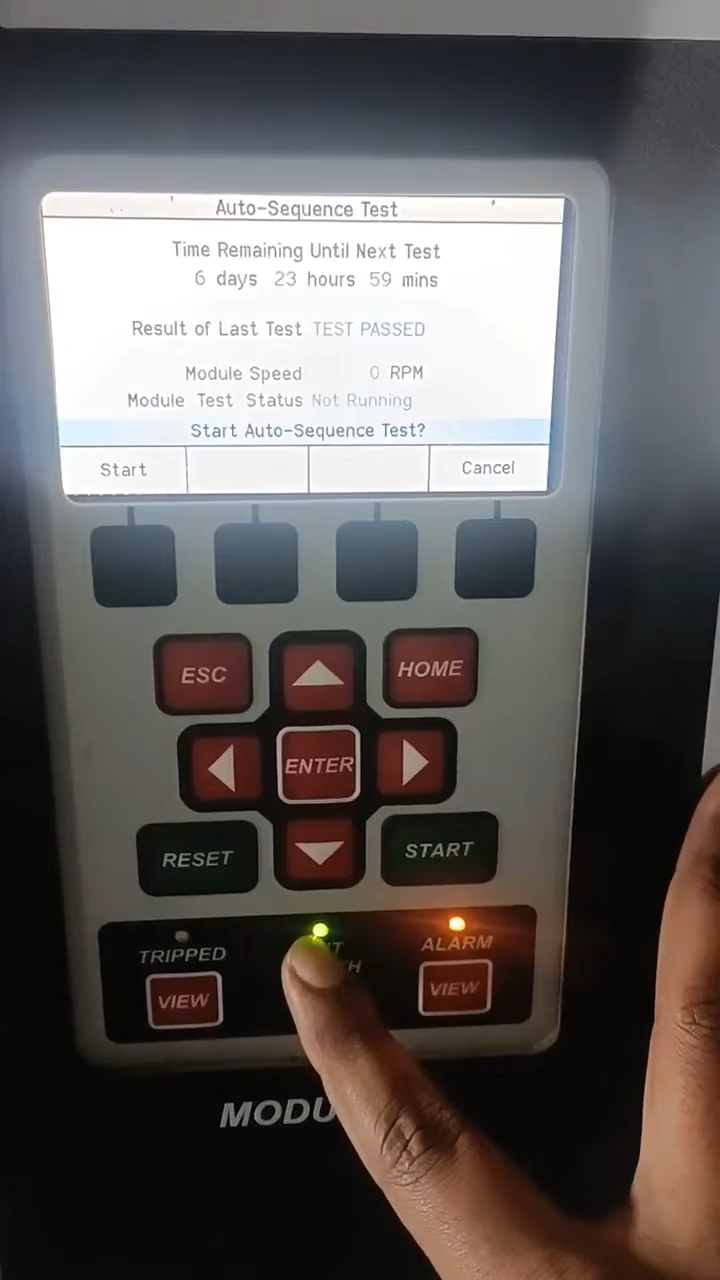 Auto-Sequence Test
Time Remaining Until Next Test
6 days 23 hours 59 mins
Result of Last Test TEST PASSED
Module Speed 0 RPM
Module Test Status Not Running
Start Auto-Sequence Test?
Start Cancel
ESC HOME
ENTER
RESET START
TRIPPED ALARM
VIEW VIEW